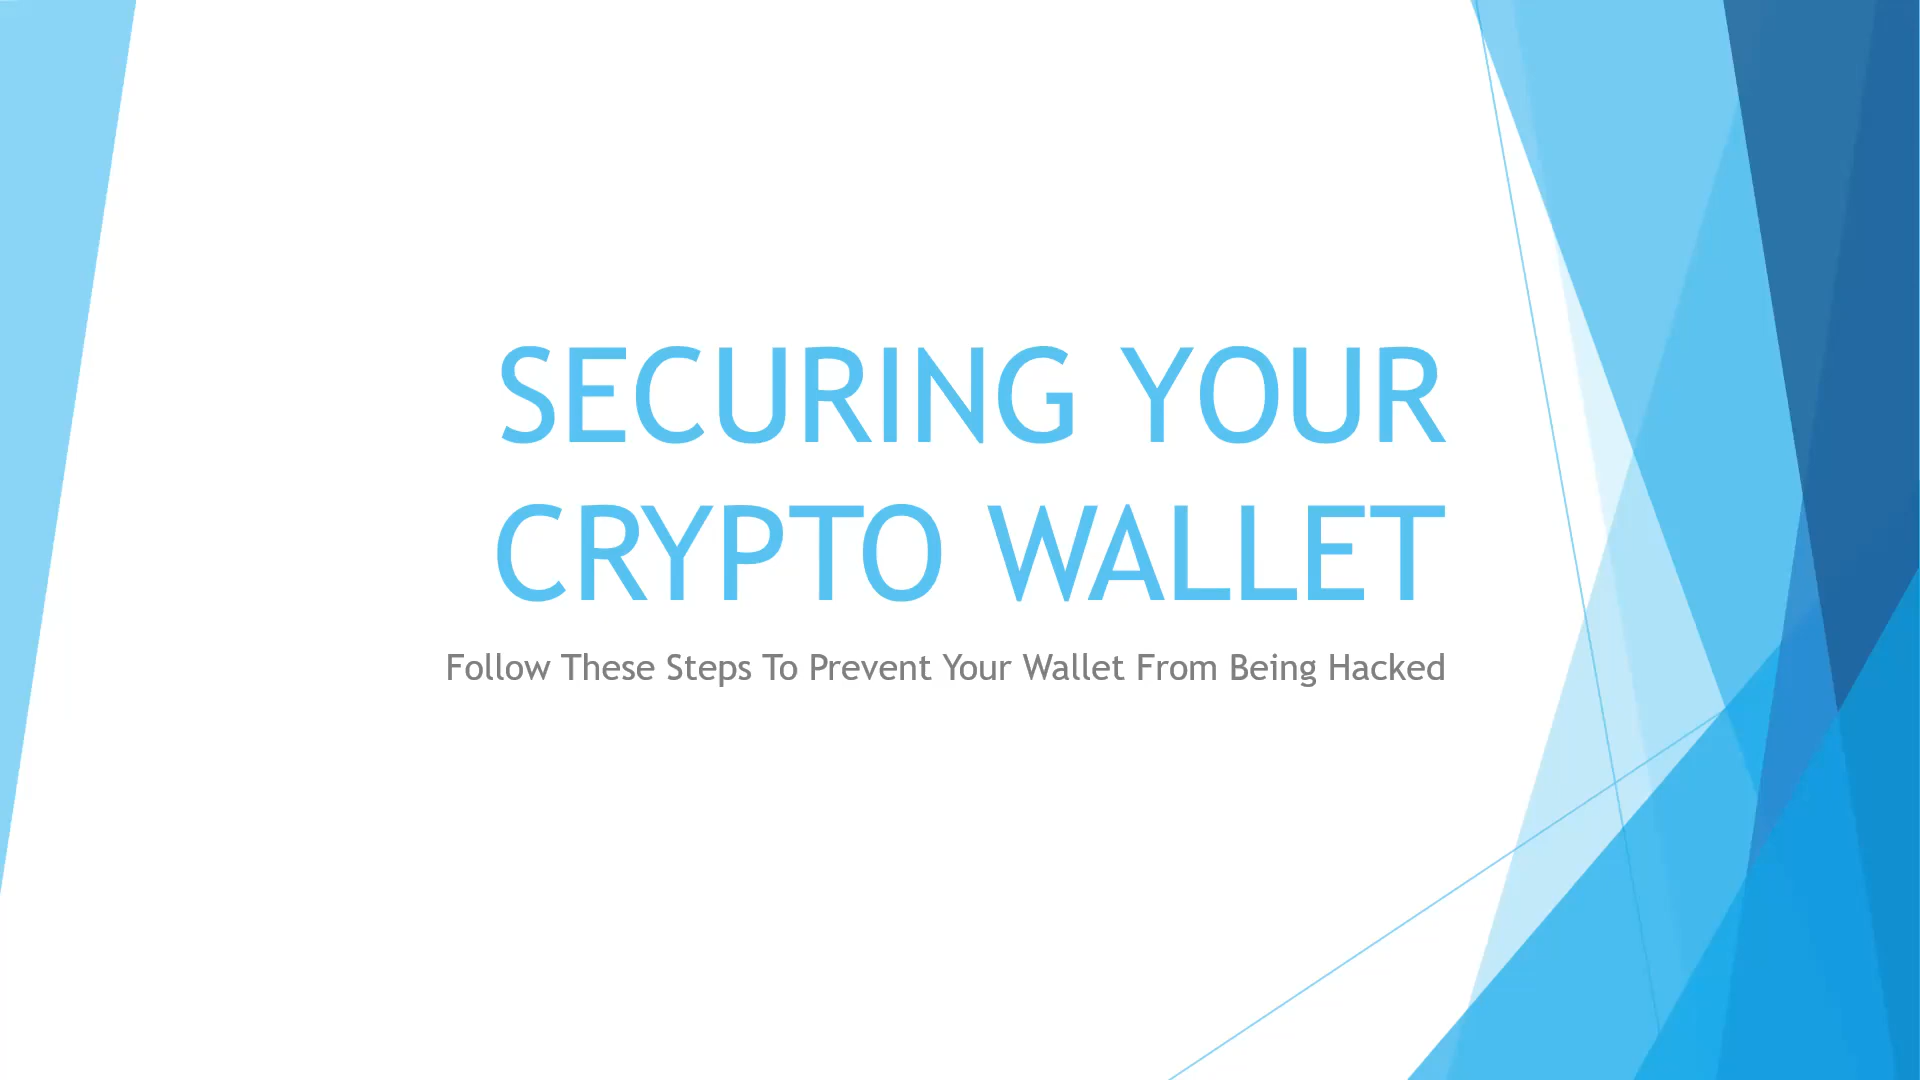 SECURING YOUR
CRYPTO WALLET
Follow These Steps To Prevent Your Wallet From Being Hacked